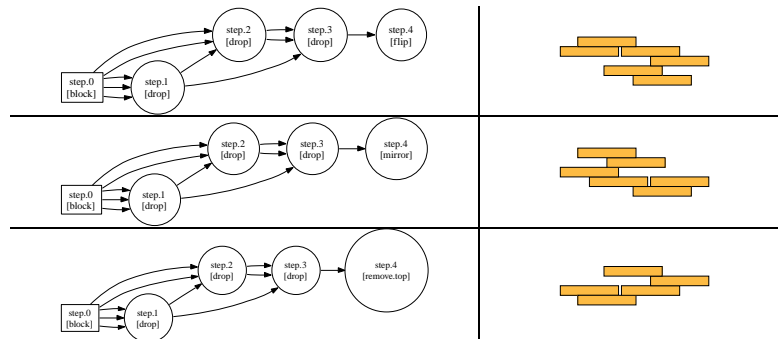 step.0
[block]
step.1
[drop]
step.2
[drop]
step.3
[drop]
step.4
[flip]
step.0
[block]
step.1
[drop]
step.2
[drop]
step.3
[drop]
step.4
[mirror]
step.0
[block]
step.1
[drop]
step.2
[drop]
step.3
[drop]
step.4
[remove.top]